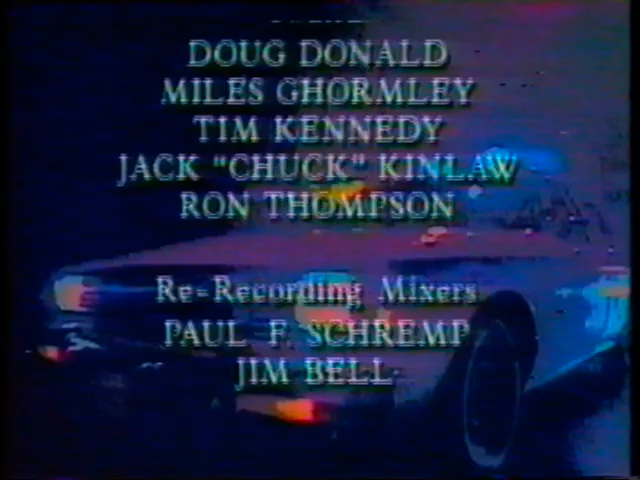 DOUG DONALD
MILES GHORMLEY
TIM KENNEDY
JACK "CHUCK" KINLAW
RON THOMPSON
Re-Recording Mixers
PAUL F. SCHREMP
JIM BELL